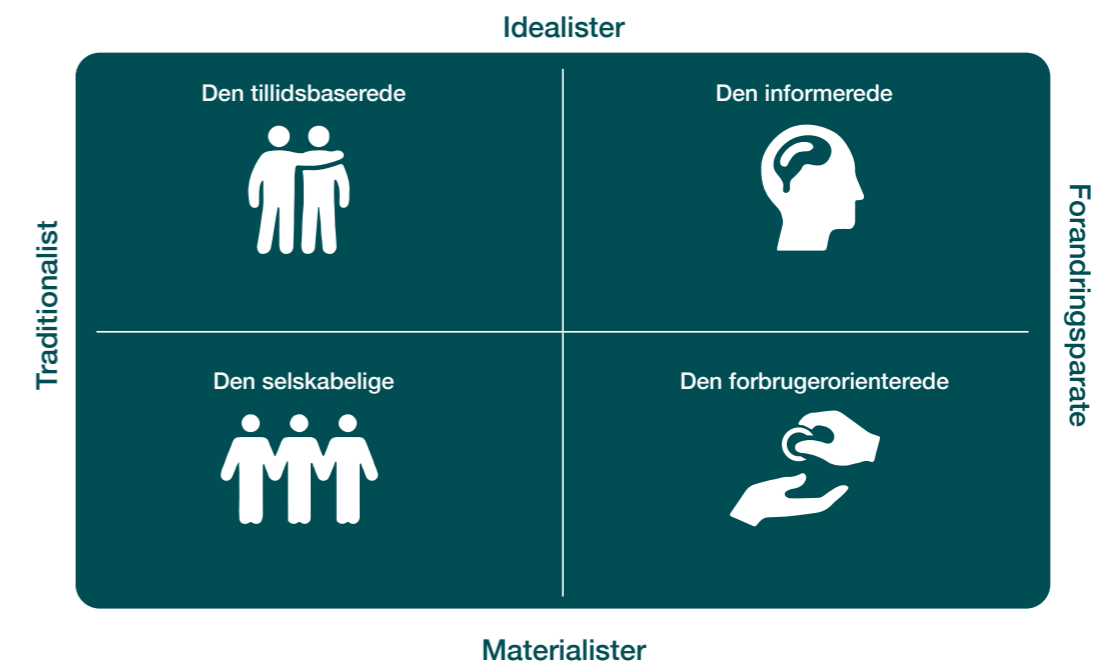 Idealister
Den tillidsbaserede
Den informerede
Traditionalist
Forandringsparate
Den selskabelige
Den forbrugerorienterede
Materialister